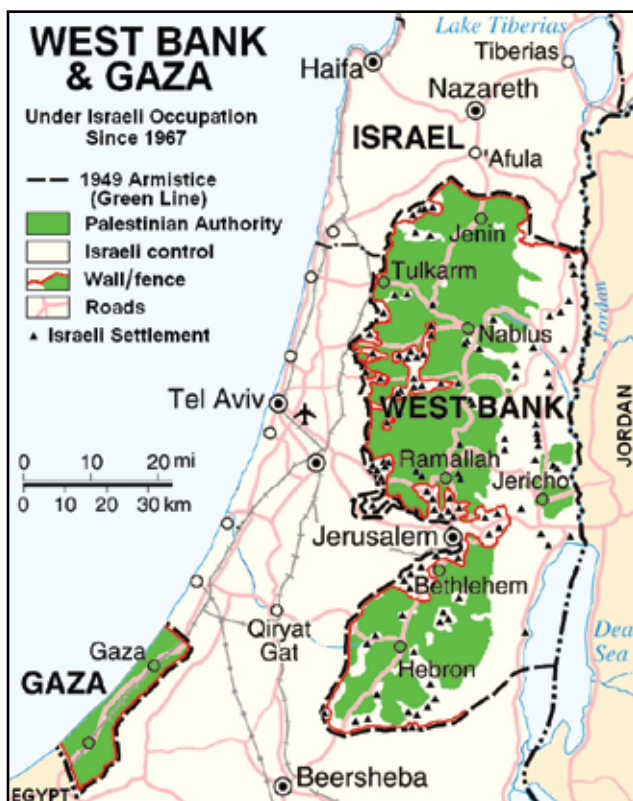 WEST BANK
& GAZA
Under Israeli Occupation
Since 1967
1949 Armistice
(Green Line)
Palestinian Authority
Israeli control
Wall/fence
Roads
Israeli Settlement
Lake Tiberias
Tiberias
Haifa
Nazareth
ISRAEL
'Afula
Jenin
Tulkarm
Nablus
Jordan
Tel Aviv
WEST BANK
JORDAN
0 10 20 mi
0 10 20 30 km
Ramallah
Jericho
Jerusalem
Bethlehem
Qiryat
Gat
Dea
Sea
Gaza
GAZA
Hebron
EGYPT
Beersheba